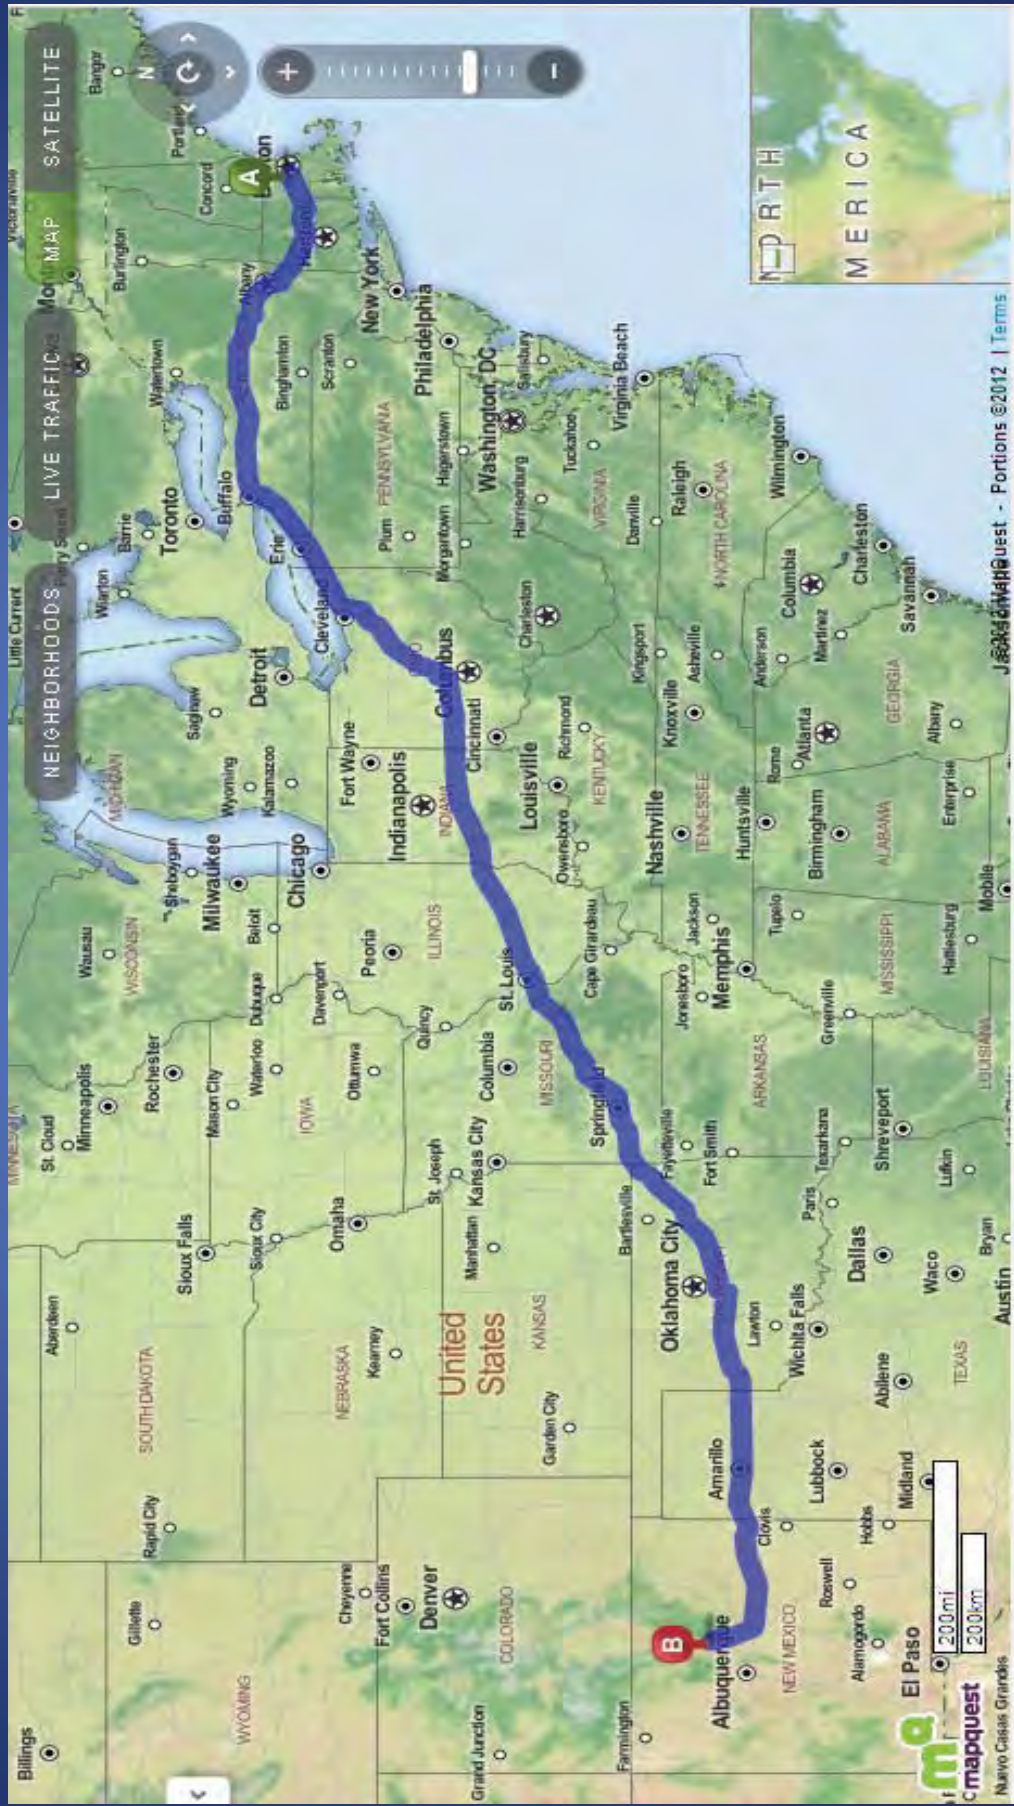 NEIGHBORHOODS
LIVE TRAFFIC
MAP
SATELLITE
N
+
−
A
B
Billings
Gillette
WYOMING
Rapid City
SOUTH DAKOTA
Aberdeen
Sioux Falls
MINNESOTA
St. Cloud
Minneapolis
Rochester
Mason City
Waterloo
IOWA
Ottumwa
Sioux City
Omaha
NEBRASKA
Kearney
Cheyenne
Fort Collins
Denver
COLORADO
Grand Junction
Farmington
United
States
KANSAS
Garden City
Manhattan
St. Joseph
Kansas City
Columbia
MISSOURI
Springfield
St. Louis
Quincy
Davenport
Dubuque
Wausau
WISCONSIN
Sheboygan
Milwaukee
Beloit
Chicago
Peoria
ILLINOIS
Cape Girardeau
MICHIGAN
Wyoming
Kalamazoo
Saginaw
Detroit
Fort Wayne
Indianapolis
INDIANA
Louisville
Owensboro
Richmond
KENTUCKY
Cincinnati
Columbus
Cleveland
Erie
Little Current
Wiarton
Barrie
Toronto
Buffalo
Watertown
Binghamton
Scranton
Albany
Burlington
Concord
Bangor
New York
Philadelphia
PENNSYLVANIA
Plum
Hagerstown
Morgantown
Washington, DC
Salisbury
Harrisonburg
Tuckahoe
VIRGINIA
Virginia Beach
Danville
Charleston
Kingsport
Raleigh
NORTH CAROLINA
Asheville
Knoxville
Nashville
TENNESSEE
Wilmington
Columbia
Charleston
Anderson
Martinez
Savannah
Atlanta
Rome
GEORGIA
Albany
Huntsville
Birmingham
ALABAMA
Enterprise
Mobile
Tupelo
Jackson
Memphis
Jonesboro
MISSISSIPPI
Hattiesburg
Greenville
ARKANSAS
LOUISIANA
Fayetteville
Fort Smith
Texarkana
Shreveport
Lufkin
Bartlesville
Oklahoma City
Paris
Dallas
Waco
Bryan
Austin
Lawton
Wichita Falls
Abilene
TEXAS
Amarillo
Lubbock
Midland
Clovis
Hobbs
Roswell
Alamogordo
NEW MEXICO
Albuquerque
El Paso
Nuevo Casas Grandes
200mi
200km
mq
mapquest
NORTH
MERICA
Portions ©2012 | Terms